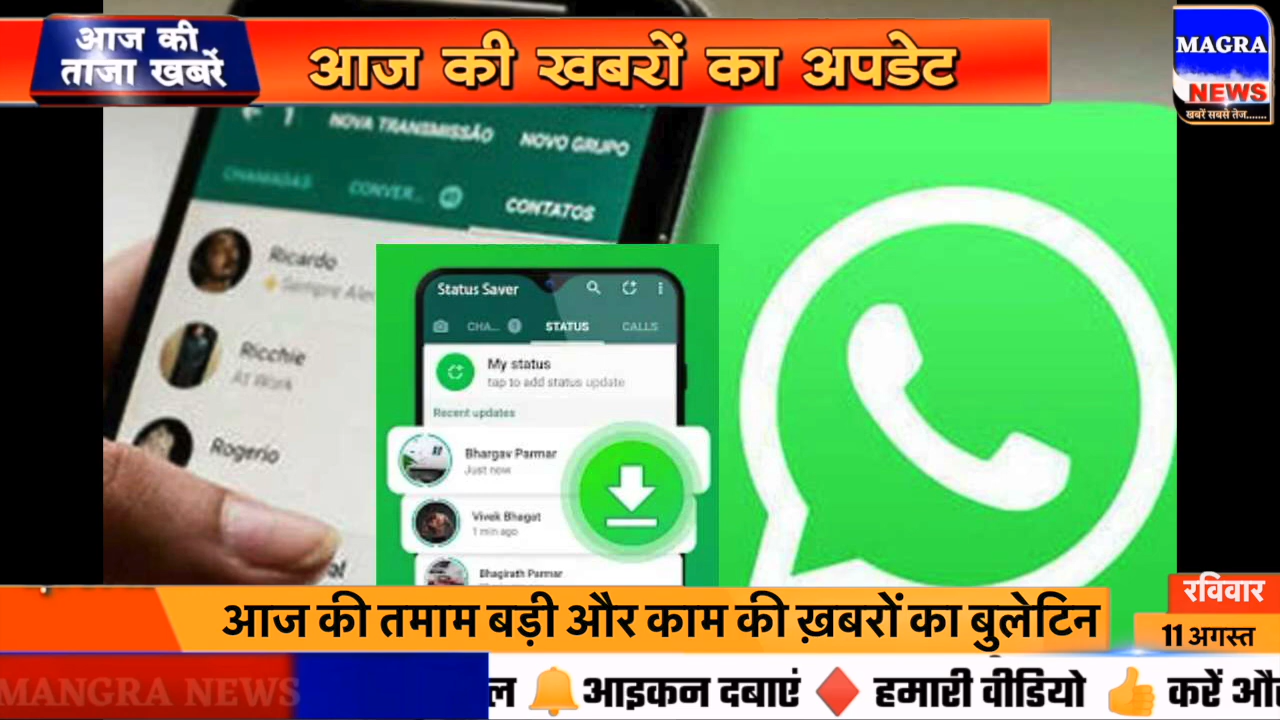 आज की
ताजा खबरें
आज की खबरों का अपडेट
MAGRA
NEWS
खबरें सबसे तेज.......
NOVA TRANSMISSÃO
NOVO GRUPO
CHAMADAS
CONVER...
CONTATOS
Ricardo
Ricchie
At Work
Rogerio
Status Saver
CHA...
STATUS
CALLS
My status
tap to add status update
Recent updates
Bhargav Parmar
Just now
Vivek Bhagat
1 min ago
Bhagirath Parmar
आज की तमाम बड़ी और काम की ख़बरों का बुलेटिन
रविवार
11 अगस्त
MANGRA NEWS
ल 🔔 आइकन दबाएं ♦ हमारी वीडियो 👍 करें औ